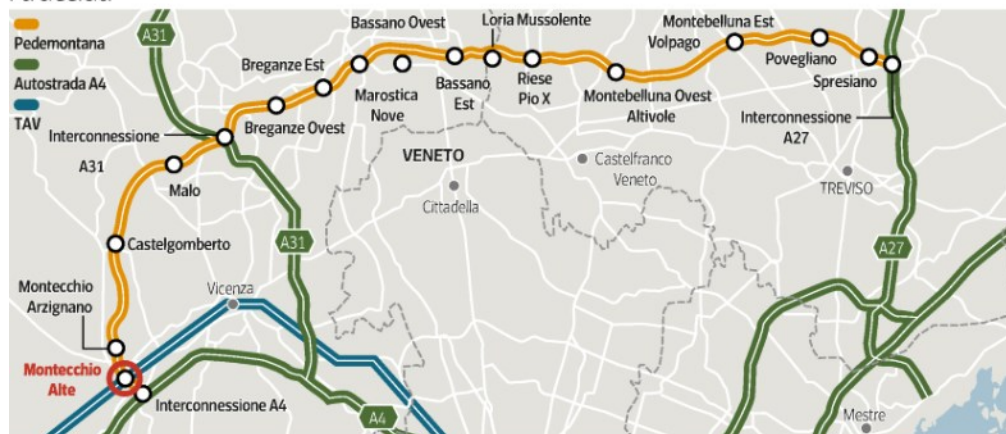 Pedemontana
Autostrada A4
TAV
A31
Bassano Ovest
Loria Mussolente
Montebelluna Est
Volpago
Breganze Est
Povegliano
Spresiano
Marostica
Nove
Bassano
Est
Riese
Pio X
Montebelluna Ovest
Altivole
Interconnessione
A27
Interconnessione
A31
Breganze Ovest
VENETO
Castelfranco
Veneto
TREVISO
Malo
Cittadella
Castelgomberto
A31
A27
Vicenza
Montecchio
Arzignano
Montecchio
Alte
Interconnessione A4
A4
Mestre